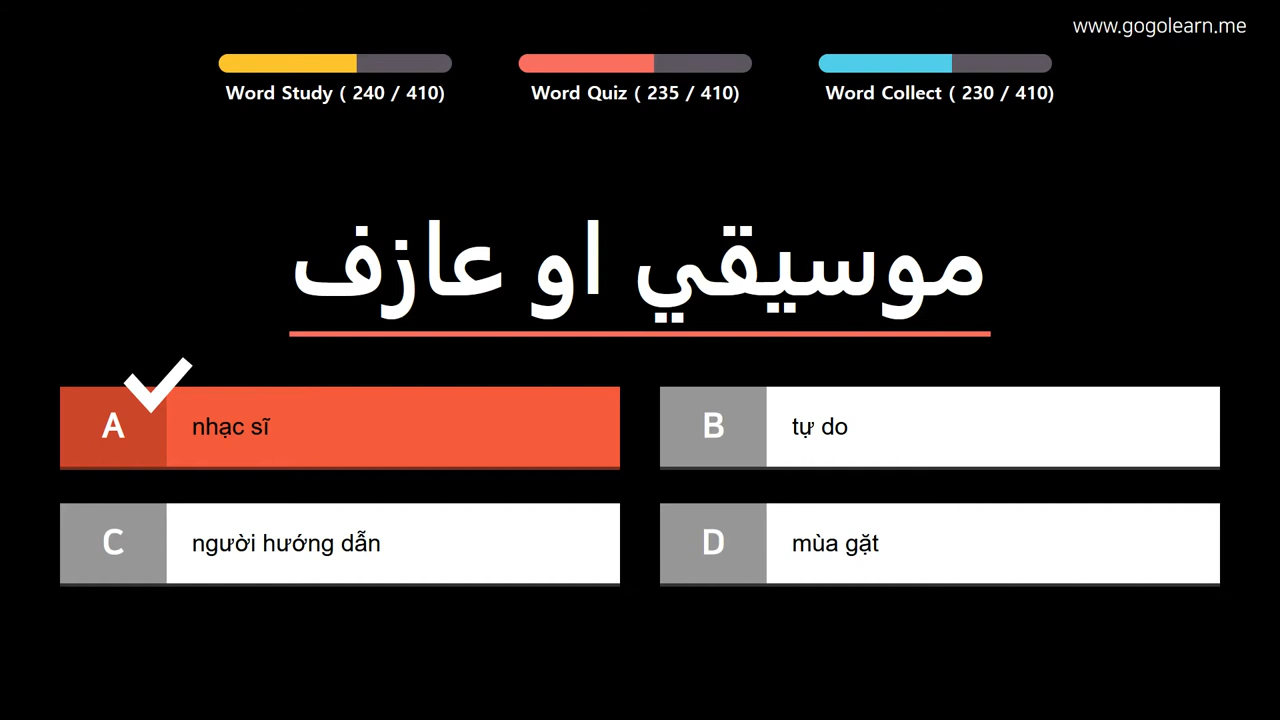 www.gogolearn.me
Word Study ( 240 / 410)
Word Quiz ( 235 / 410)
Word Collect ( 230 / 410)
موسيقي او عازف
A nhạc sĩ
B tự do
C người hướng dẫn
D mùa gặt